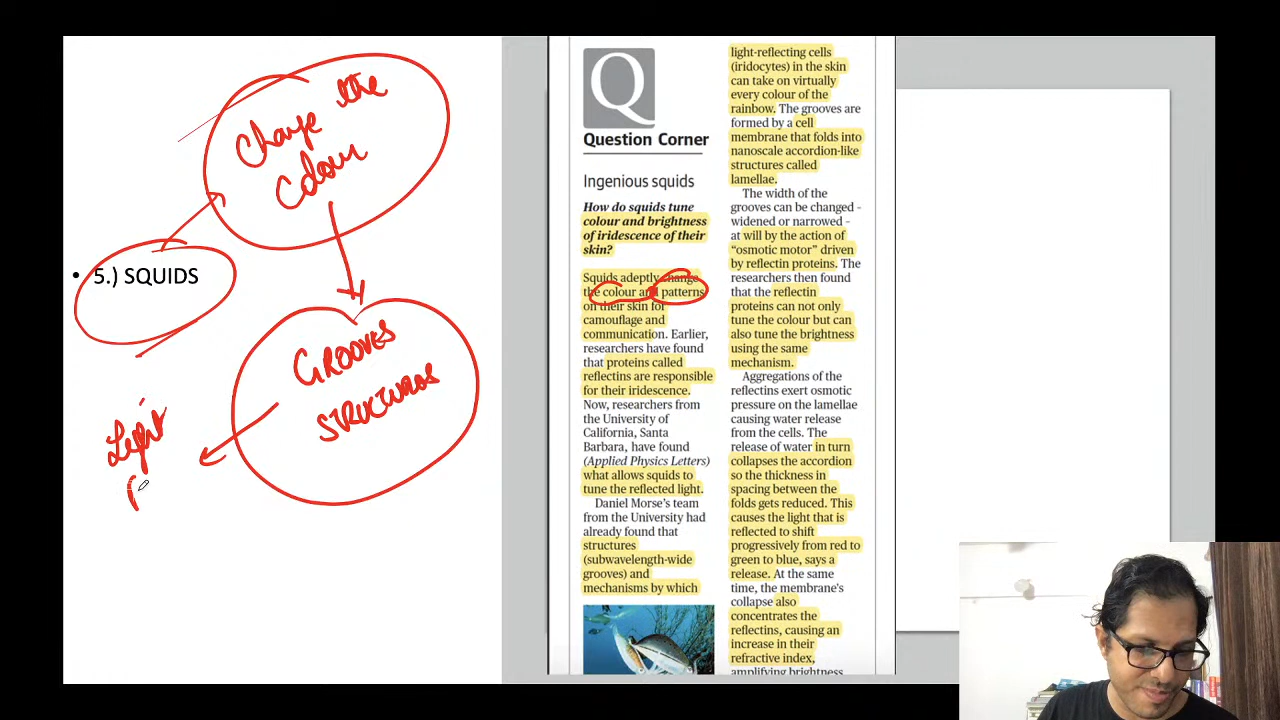 Change the
Colour
• 5.) SQUIDS
GROOVES
STRUCTURES
Light
Q
Question Corner
Ingenious squids
How do squids tune
colour and brightness
of iridescence of their
skin?
Squids adeptly change
the colour and patterns
on their skin for
camouflage and
communication. Earlier,
researchers have found
that proteins called
reflectins are responsible
for their iridescence.
Now, researchers from
the University of
California, Santa
Barbara, have found
(Applied Physics Letters)
what allows squids to
tune the reflected light.
Daniel Morse's team
from the University had
already found that
structures
(subwavelength-wide
grooves) and
mechanisms by which
light-reflecting cells
(iridocytes) in the skin
can take on virtually
every colour of the
rainbow. The grooves are
formed by a cell
membrane that folds into
nanoscale accordion-like
structures called
lamellae.
The width of the
grooves can be changed -
widened or narrowed -
at will by the action of
"osmotic motor" driven
by reflectin proteins. The
researchers then found
that the reflectin
proteins can not only
tune the colour but can
also tune the brightness
using the same
mechanism.
Aggregations of the
reflectins exert osmotic
pressure on the lamellae
causing water release
from the cells. The
release of water in turn
collapses the accordion
so the thickness in
spacing between the
folds gets reduced. This
causes the light that is
reflected to shift
progressively from red to
green to blue, says a
release. At the same
time, the membrane's
collapse also
concentrates the
reflectins, causing an
increase in their
refractive index,
amplifying brightness